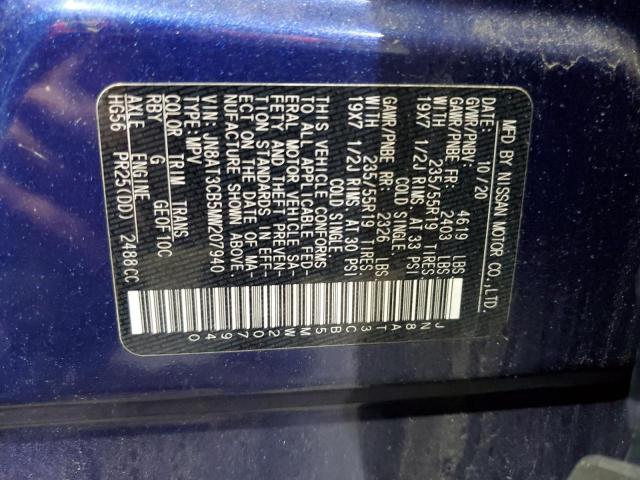 MFD BY NISSAN MOTOR CO.,LTD.
DATE: 10/20
GVWR/PNBV: 4619 LBS
GAWR/PNBE FR: 2403 LBS
WITH 235/55R19 TIRES
19X7 1/2J RIMS AT 33 PSI
COLD SINGLE.
GAWR/PNBE RR: 2326 LBS
WITH 235/55R19 TIRES
19X7 1/2J RIMS AT 30 PSI
COLD SINGLE
THIS VEHICLE CONFORMS
TO ALL APPLICABLE FED-
ERAL MOTOR VEHICLE SA-
FETY AND THEFT PREVEN-
TION STANDARDS IN EFF-
ECT ON THE DATE OF MA-
NUFACTURE SHOWN ABOVE.
VIN: JN8AT3CB5MW207940
TYPE: MPV
COLOR TRIM TRANS
RBY G GEOF10C
AXLE ENGINE
HG56 PR25(DD) 2488CC
JN8AT3CB5MW207940